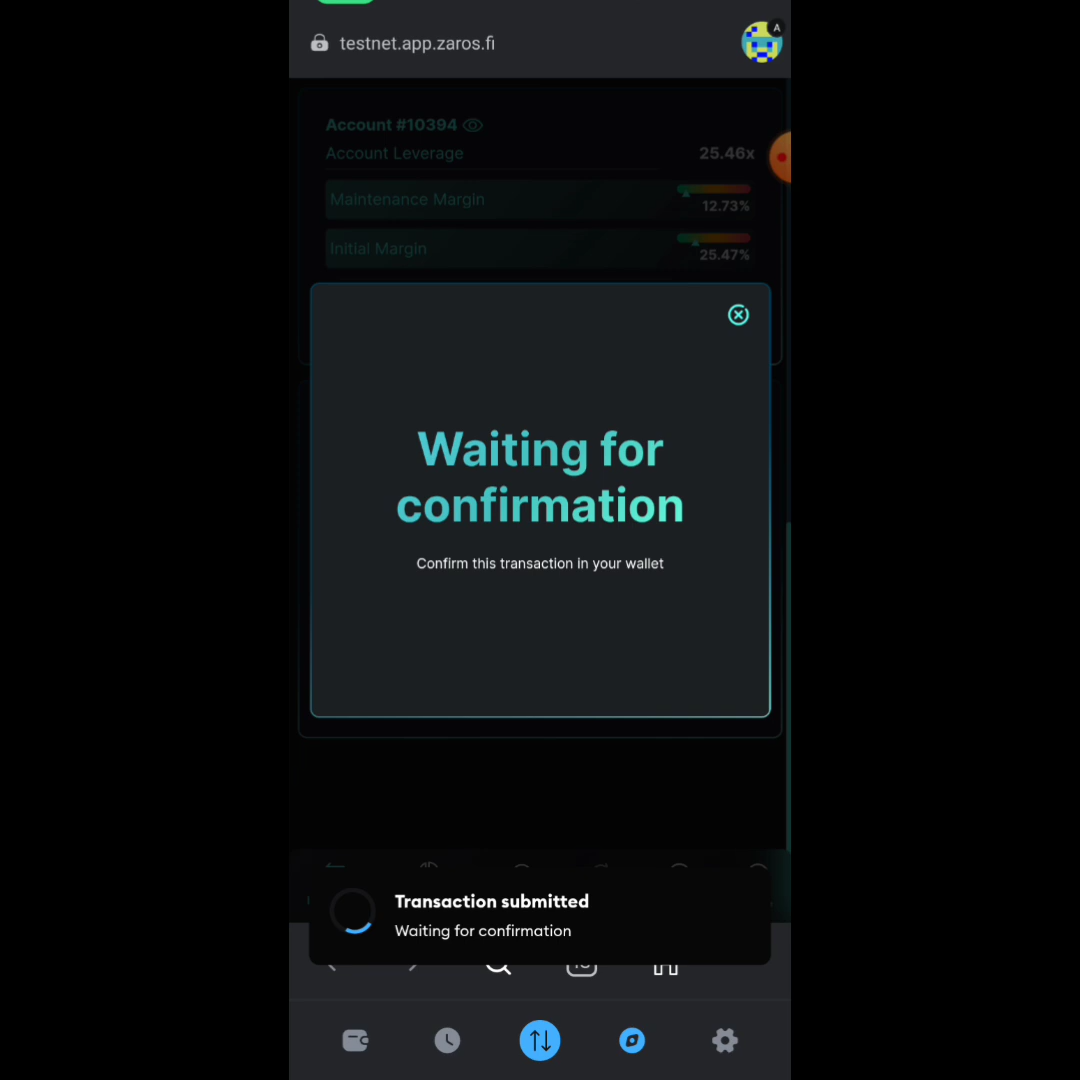 testnet.app.zaros.fi
A
Account #10394
Account Leverage 25.46x
Maintenance Margin
12.73%
Initial Margin
25.47%
Waiting for
confirmation
Confirm this transaction in your wallet
Transaction submitted
Waiting for confirmation